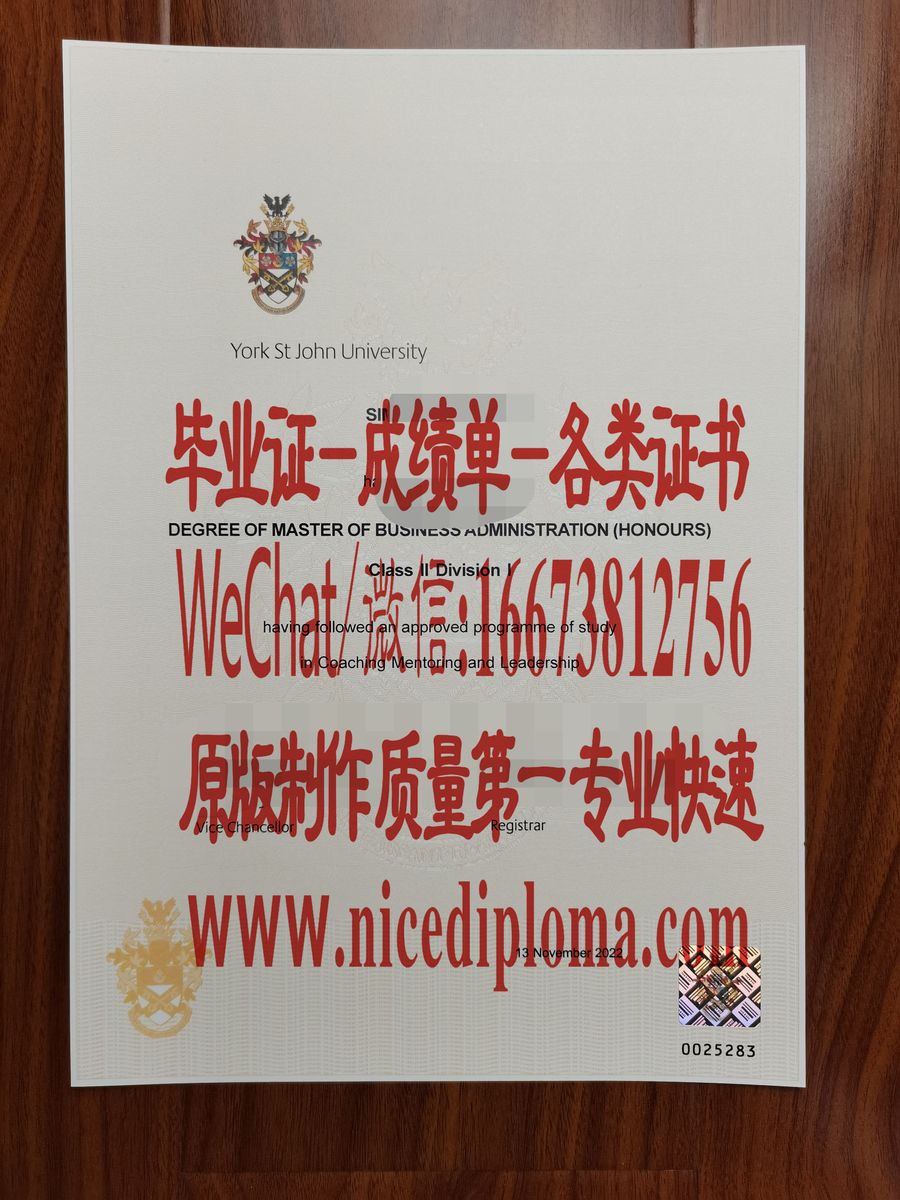 York St John University
毕业证一成绩单一各类证书
DEGREE OF MASTER OF BUSINESS ADMINISTRATION (HONOURS)
Class II Division I
WeChat/微信:16673812756
having followed an approved programme of study
in Coaching Mentoring and Leadership
原版制作质量第一专业快速
Vice Chancellor
Registrar
www.nicediploma.com
13 November 2022
0025283